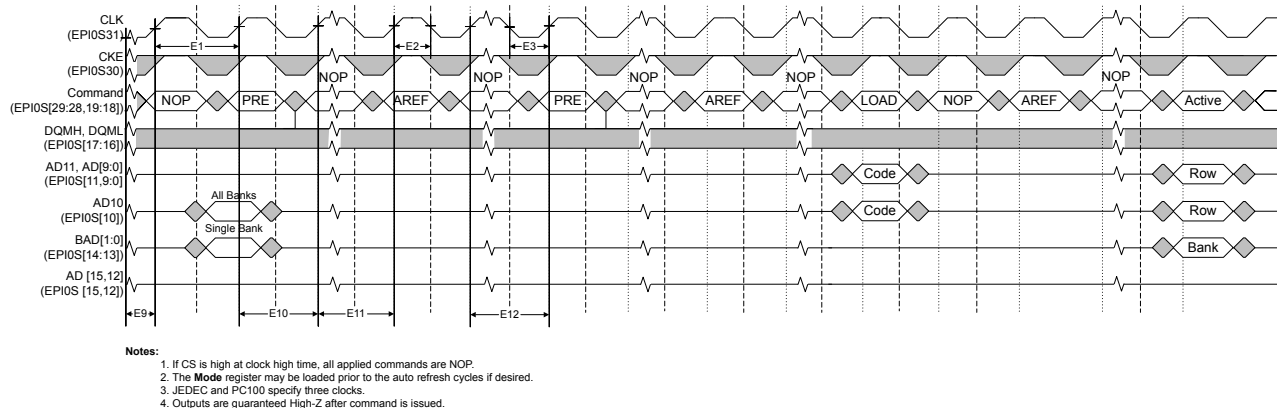 CLK
(EPI0S31)
E1
E2
E3
CKE
(EPI0S30)
NOP
NOP
NOP
NOP
NOP
Command
(EPI0S[29:28,19:18])
NOP
PRE
AREF
PRE
AREF
LOAD
NOP
AREF
Active
DQMH, DQML
(EPI0S[17:16])
AD11, AD[9:0]
(EPI0S[11,9:0])
Code
Row
All Banks
AD10
(EPI0S[10])
Code
Row
Single Bank
BAD[1:0]
(EPI0S[14:13])
Bank
AD [15,12]
(EPI0S [15,12])
E9
E10
E11
E12
Notes:
1. If CS is high at clock high time, all applied commands are NOP.
2. The Mode register may be loaded prior to the auto refresh cycles if desired.
3. JEDEC and PC100 specify three clocks.
4. Outputs are guaranteed High-Z after command is issued.